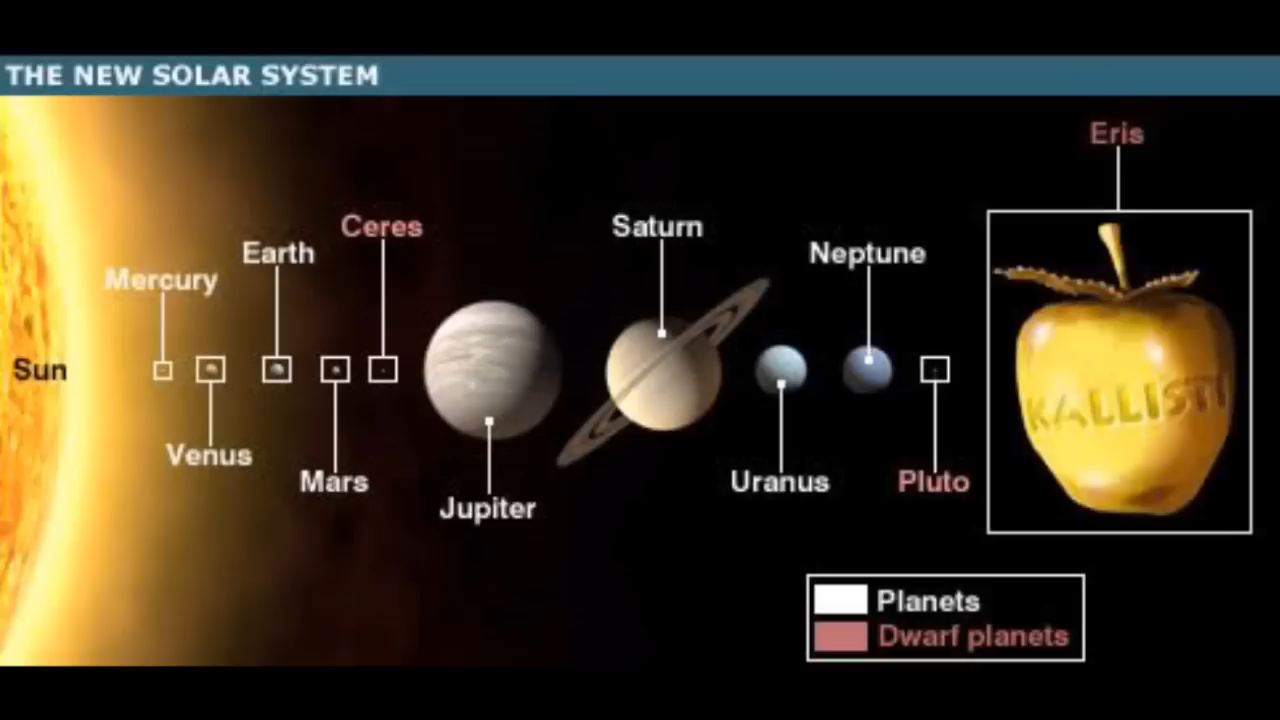 THE NEW SOLAR SYSTEM
Eris
Ceres
Saturn
Earth
Neptune
Mercury
Sun
KALLISTI
Venus
Mars
Uranus
Pluto
Jupiter
Planets
Dwarf planets